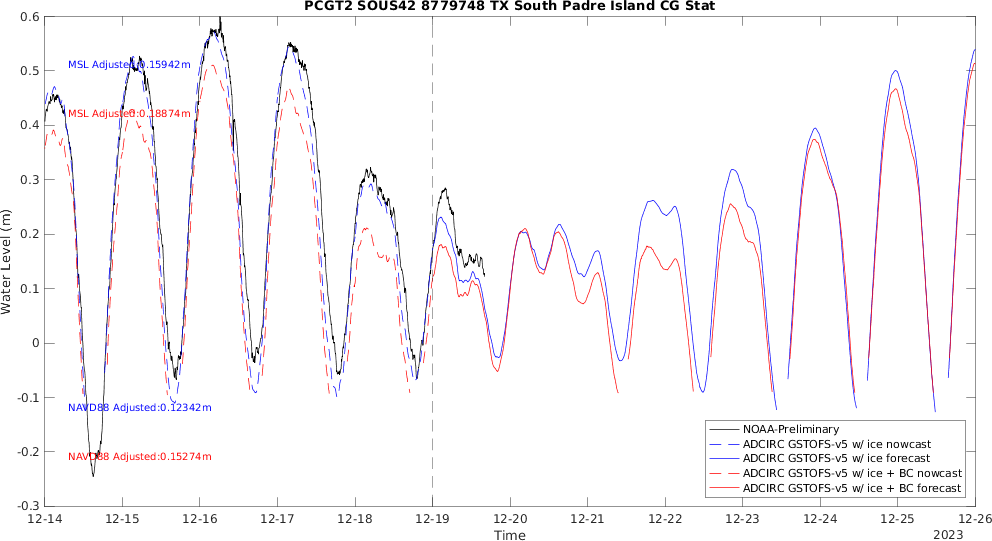 PCGT2 SOUS42 8779748 TX South Padre Island CG Stat
0.6
0.5
0.4
0.3
0.2
0.1
0
-0.1
-0.2
-0.3
Water Level (m)
MSL Adjusted:0.15942m
MSL Adjusted:0.18874m
NAVD88 Adjusted:0.12342m
NAVD88 Adjusted:0.15274m
NOAA-Preliminary
ADCIRC GSTOFS-v5 w/ ice nowcast
ADCIRC GSTOFS-v5 w/ ice forecast
ADCIRC GSTOFS-v5 w/ ice + BC nowcast
ADCIRC GSTOFS-v5 w/ ice + BC forecast
12-14 12-15 12-16 12-17 12-18 12-19 12-20 12-21 12-22 12-23 12-24 12-25 12-26
Time
2023